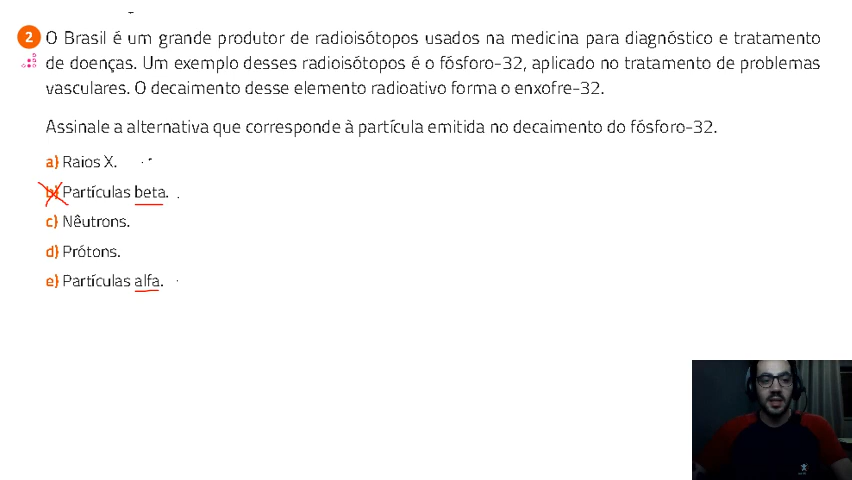 2 O Brasil é um grande produtor de radioisótopos usados na medicina para diagnóstico e tratamento
de doenças. Um exemplo desses radioisótopos é o fósforo-32, aplicado no tratamento de problemas
vasculares. O decaimento desse elemento radioativo forma o enxofre-32.
Assinale a alternativa que corresponde à partícula emitida no decaimento do fósforo-32.
a) Raios X.
b) Partículas beta.
c) Nêutrons.
d) Prótons.
e) Partículas alfa.